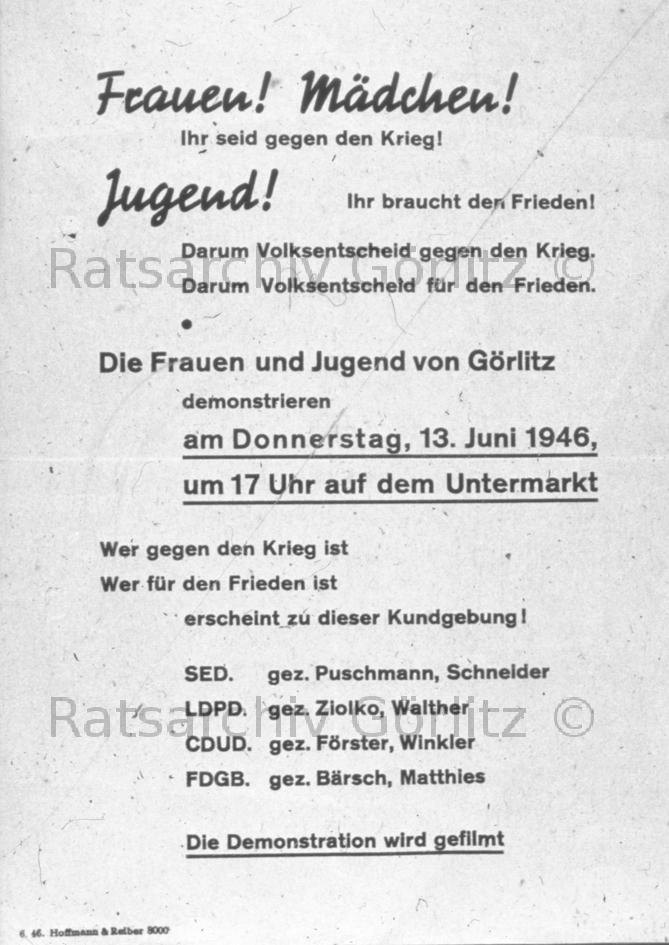 Frauen! Mädchen!
Ihr seid gegen den Krieg!
Jugend! Ihr braucht den Frieden!
Darum Volksentscheid gegen den Krieg.
Ratsarchiv Görlitz ©
Darum Volksentscheid für den Frieden.
Die Frauen und Jugend von Görlitz
demonstrieren
am Donnerstag, 13. Juni 1946,
um 17 Uhr auf dem Untermarkt
Wer gegen den Krieg ist
Wer für den Frieden ist
erscheint zu dieser Kundgebung!
SED. gez. Puschmann, Schneider
LDPD. gez. Ziolko, Walther
Ratsarchiv Görlitz ©
CDUD. gez. Förster, Winkler
FDGB. gez. Bärsch, Matthies
Die Demonstration wird gefilmt
6. 46. Hoffmann & Reiber 8000